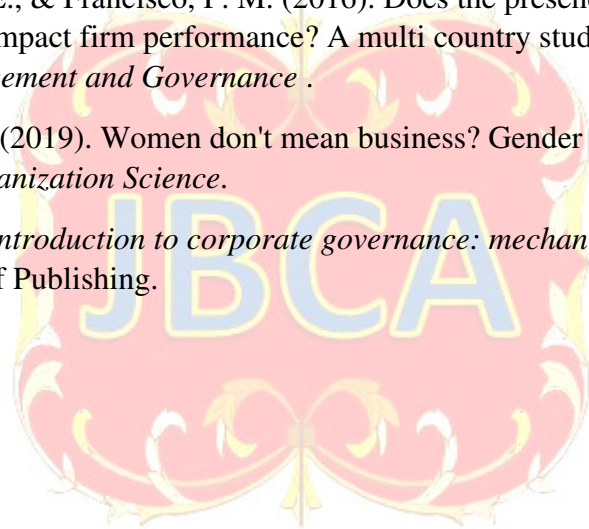 & Francisco, P. M. (2016). Does the presen
mpact firm performance? A multi country stud
ement and Governance .
(2019). Women don't mean business? Gender
anization Science.
ntroduction to corporate governance: mechan
f Publishing.
JBCA